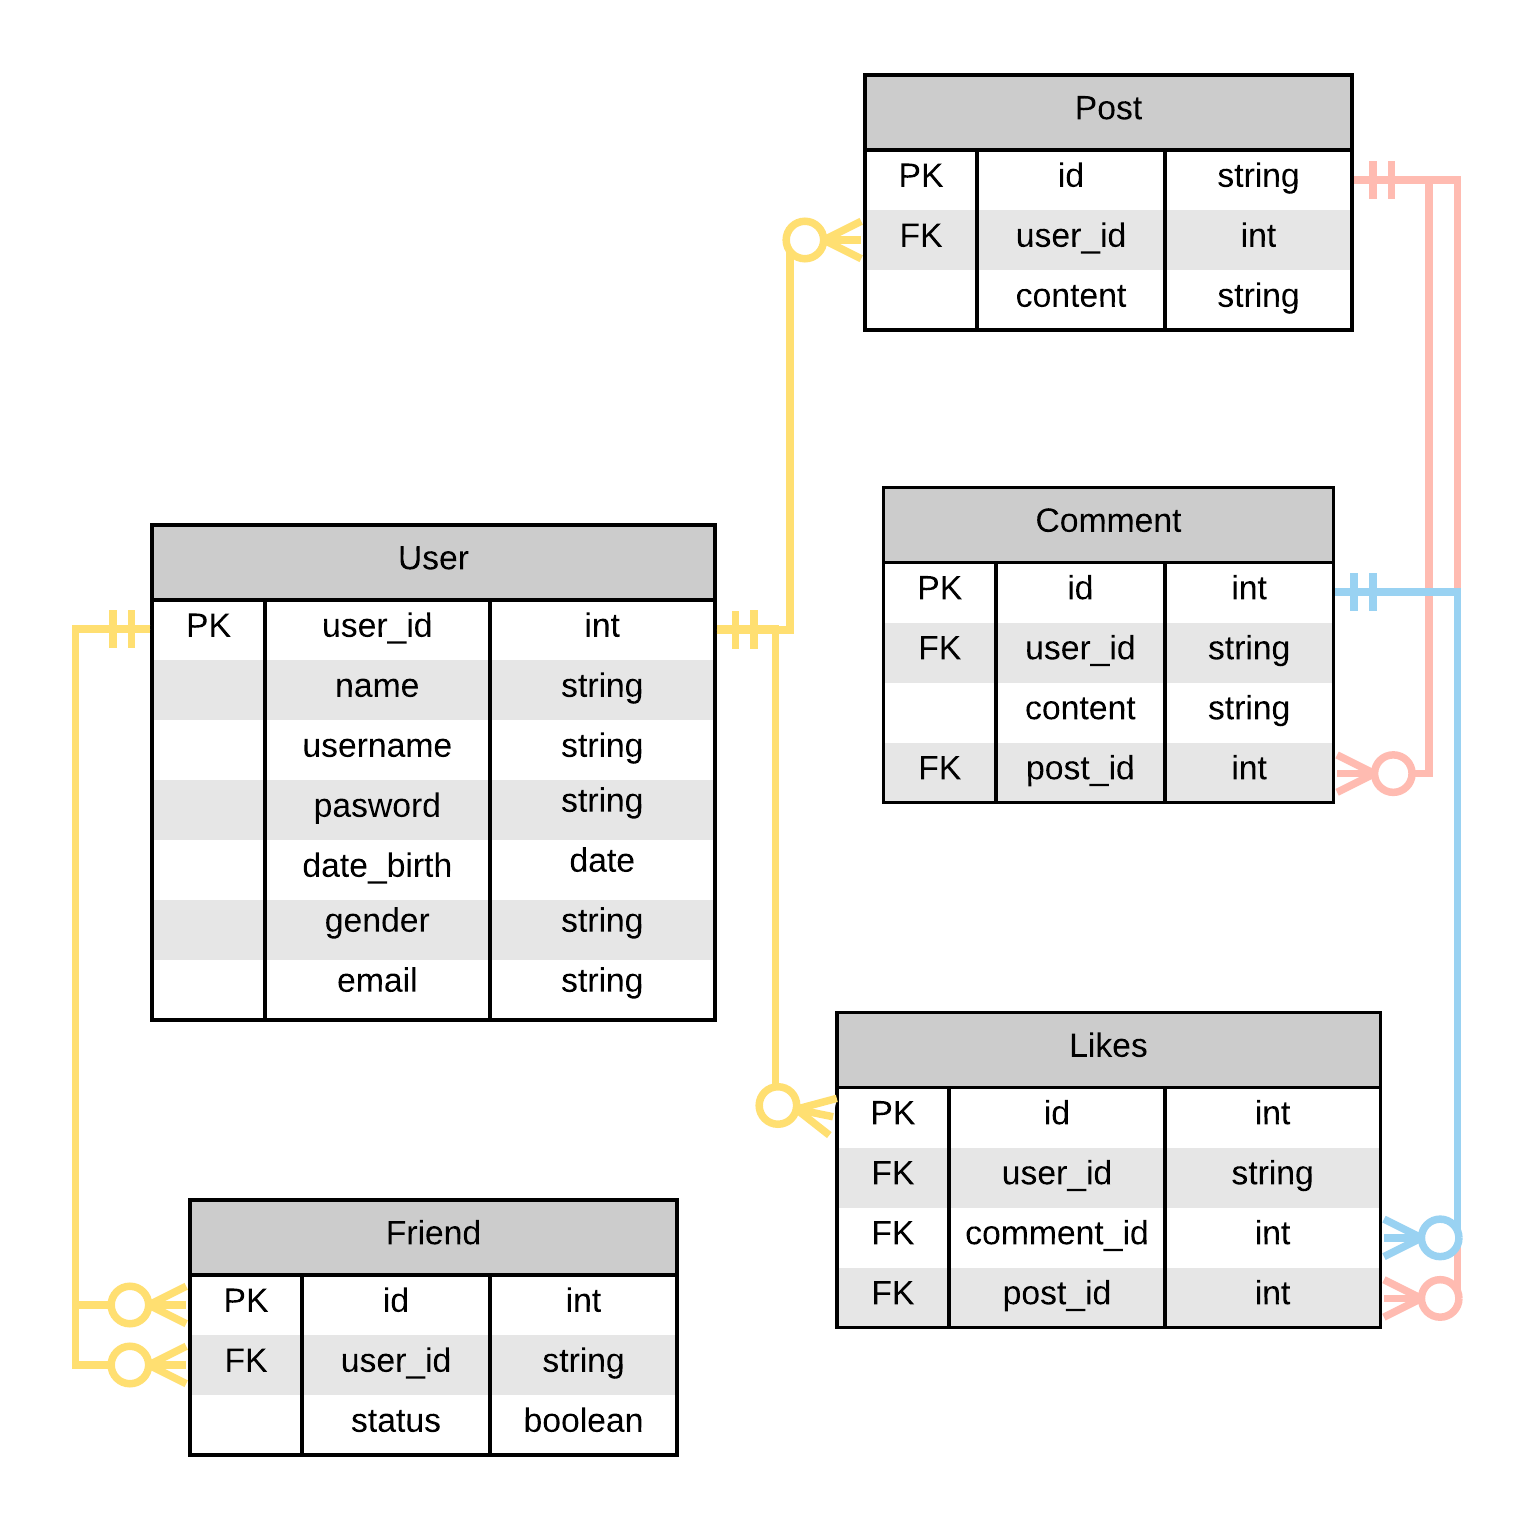 Post
PK id string
FK user_id int
content string
Comment
PK id int
FK user_id string
content string
FK post_id int
User
PK user_id int
name string
username string
pasword string
date_birth date
gender string
email string
Likes
PK id int
FK user_id string
FK comment_id int
FK post_id int
Friend
PK id int
FK user_id string
status boolean